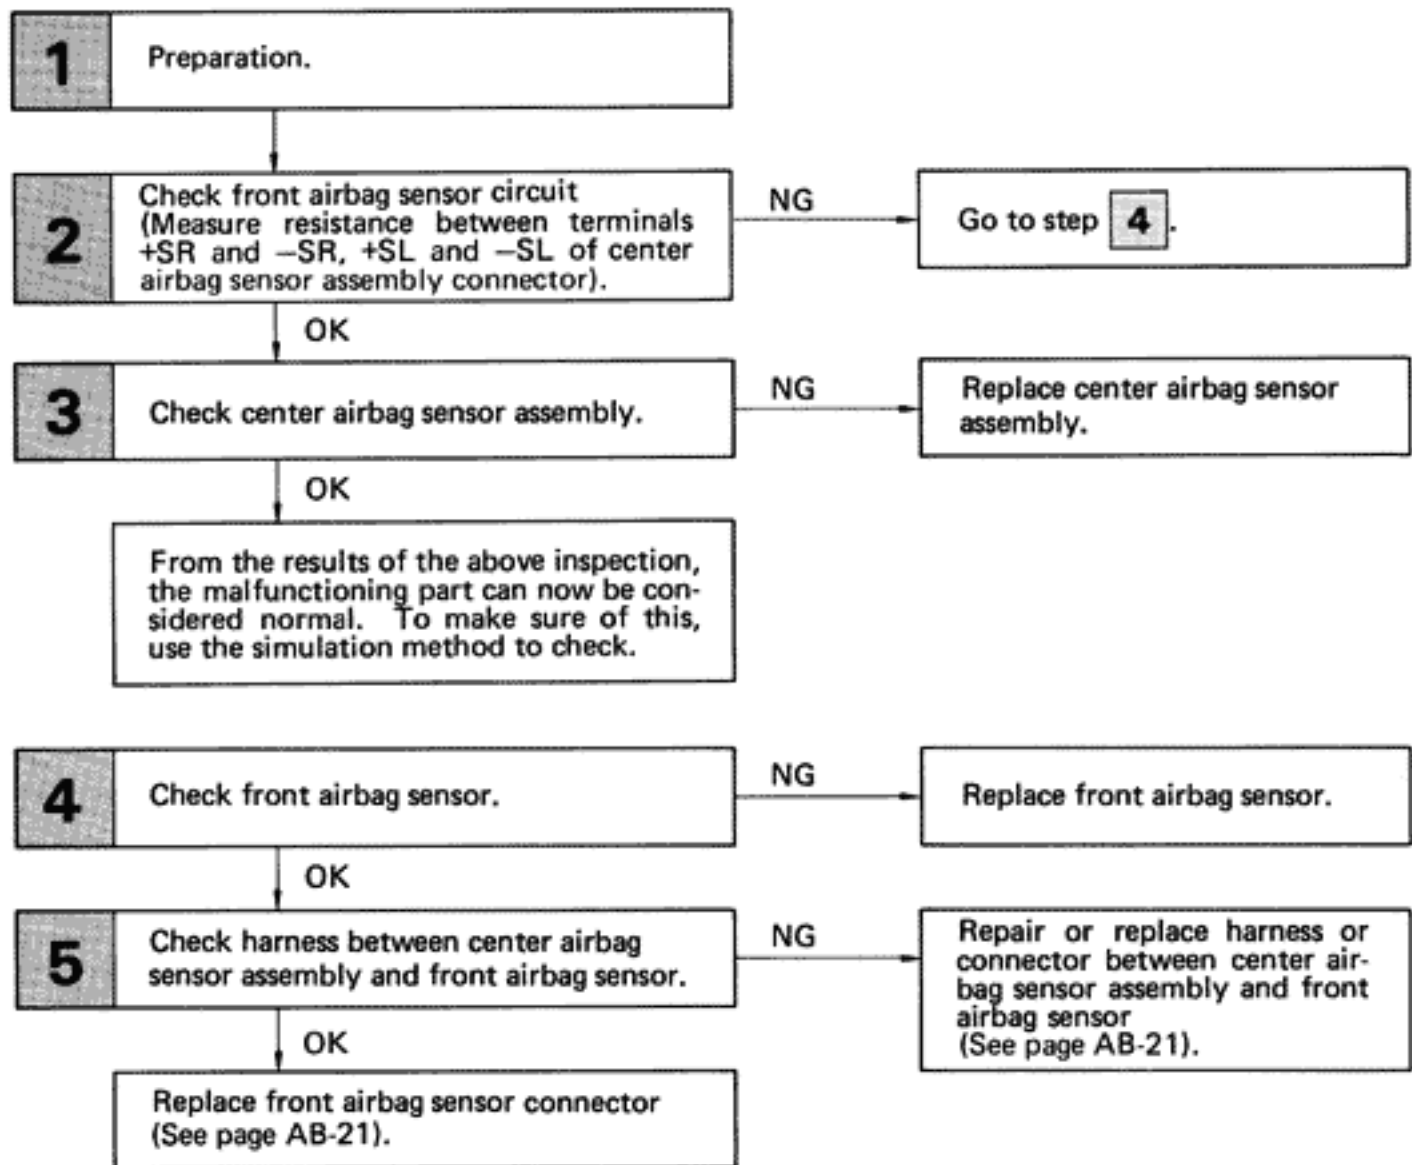 1
Preparation.
2
Check front airbag sensor circuit
(Measure resistance between terminals
+SR and −SR, +SL and −SL of center
airbag sensor assembly connector).
NG
Go to step 4.
OK
3
Check center airbag sensor assembly.
NG
Replace center airbag sensor
assembly.
OK
From the results of the above inspection,
the malfunctioning part can now be con-
sidered normal. To make sure of this,
use the simulation method to check.
4
Check front airbag sensor.
NG
Replace front airbag sensor.
OK
5
Check harness between center airbag
sensor assembly and front airbag sensor.
NG
Repair or replace harness or
connector between center air-
bag sensor assembly and front
airbag sensor
(See page AB-21).
OK
Replace front airbag sensor connector
(See page AB-21).